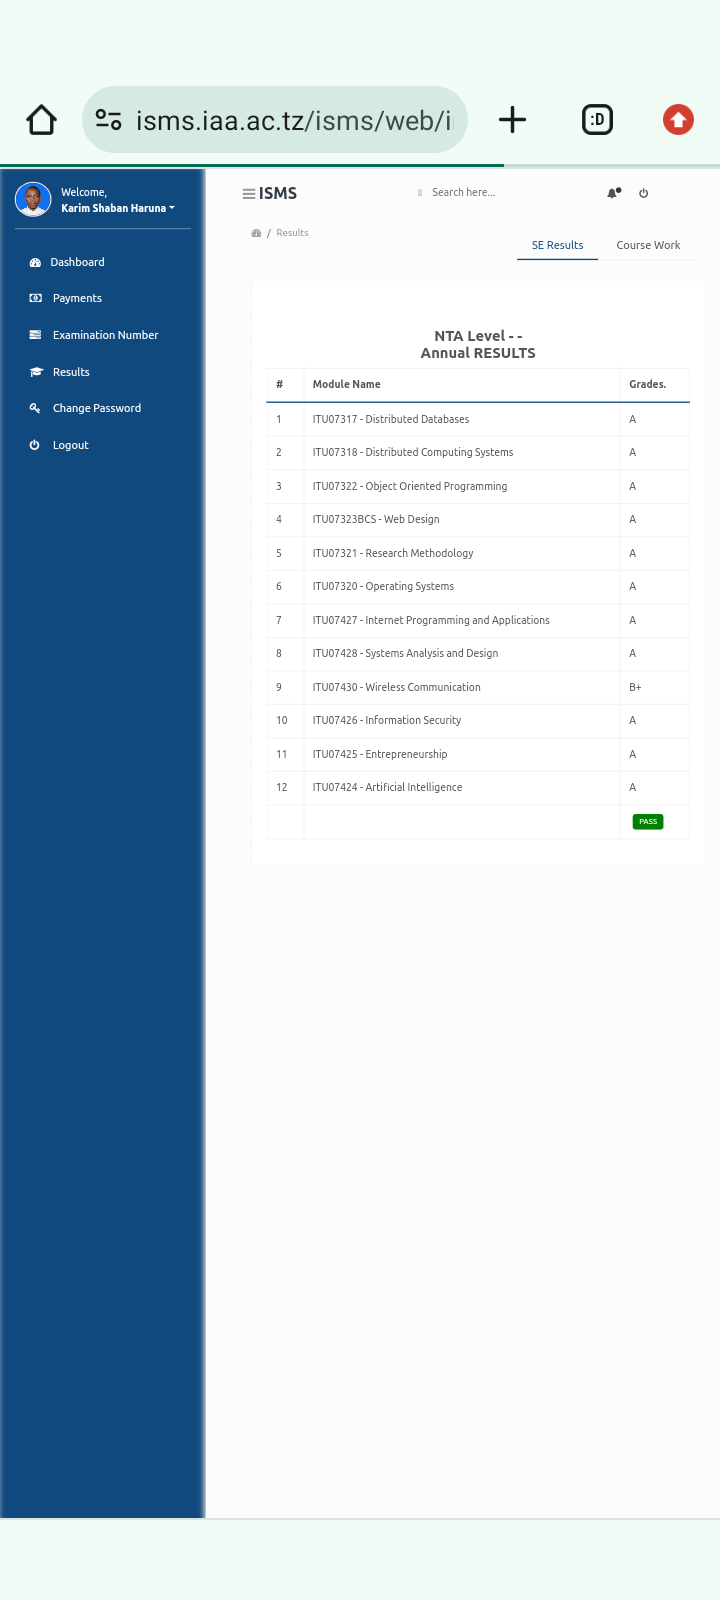 isms.iaa.ac.tz/isms/web/i
:D
Welcome,
Karim Shaban Haruna
Dashboard
Payments
Examination Number
Results
Change Password
Logout
ISMS
Search here...
/ Results
SE Results Course Work
NTA Level - -
Annual RESULTS
# Module Name Grades.
1 ITU07317 - Distributed Databases A
2 ITU07318 - Distributed Computing Systems A
3 ITU07322 - Object Oriented Programming A
4 ITU07323BCS - Web Design A
5 ITU07321 - Research Methodology A
6 ITU07320 - Operating Systems A
7 ITU07427 - Internet Programming and Applications A
8 ITU07428 - Systems Analysis and Design A
9 ITU07430 - Wireless Communication B+
10 ITU07426 - Information Security A
11 ITU07425 - Entrepreneurship A
12 ITU07424 - Artificial Intelligence A
PASS